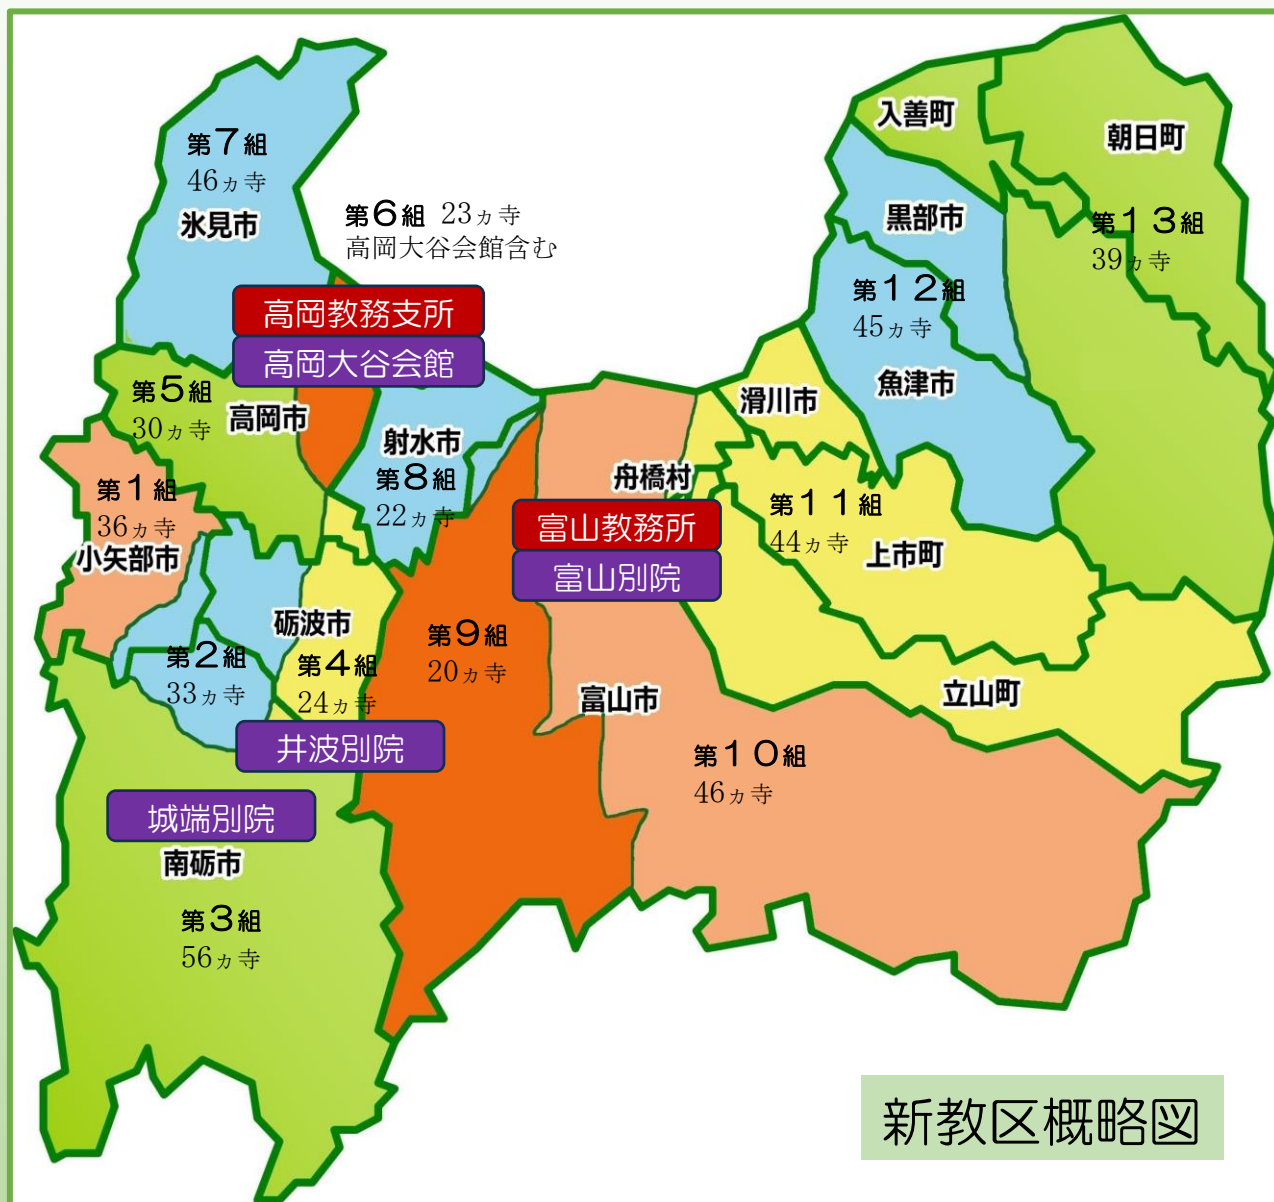 入善町
朝日町
第7組
46ヵ寺
氷見市
第6組 23ヵ寺
高岡大谷会館含む
黒部市
第13組
39ヵ寺
第12組
45ヵ寺
魚津市
高岡教務支所
高岡大谷会館
第5組
30ヵ寺
高岡市
滑川市
射水市
第8組
22ヵ寺
舟橋村
第1組
36ヵ寺
小矢部市
富山教務所
富山別院
第11組
44ヵ寺
上市町
砺波市
第2組
33ヵ寺
第4組
24ヵ寺
第9組
20ヵ寺
富山市
立山町
井波別院
第10組
46ヵ寺
城端別院
南砺市
第3組
56ヵ寺
新教区概略図